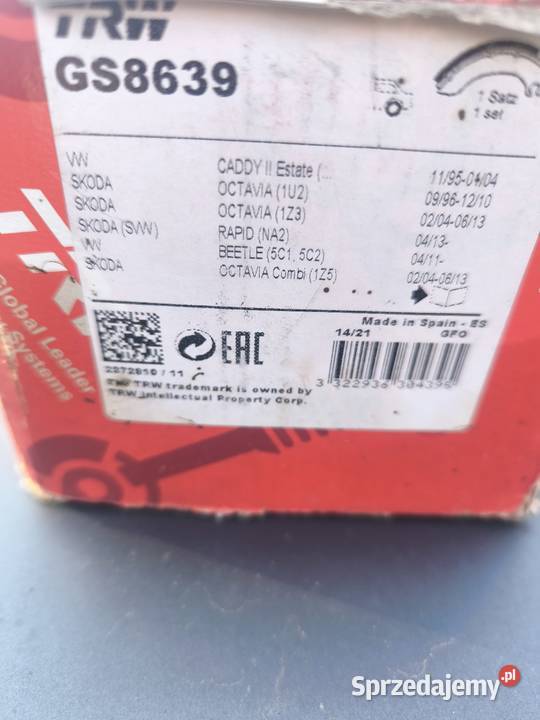 TRW
GS8639
1 Satz
1 set
VW CADDY II Estate (... 11/95-01/04
SKODA OCTAVIA (1U2) 09/96-12/10
SKODA OCTAVIA (1Z3) 02/04-06/13
SKODA (SVW) RAPID (NA2) 04/13-
VW BEETLE (5C1, 5C2) 04/11-
SKODA OCTAVIA Combi (1Z5) 02/04-06/13
Made in Spain - ES
14/21 GPO
EAC
2272810 / 11
3 322936 304395
The TRW trademark is owned by
TRW Intellectual Property Corp.
Global Leader
Systems
Sprzedajemy.pl